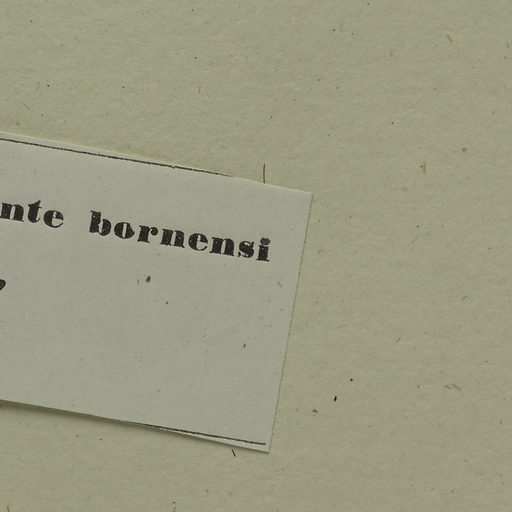 nte bornensi
,